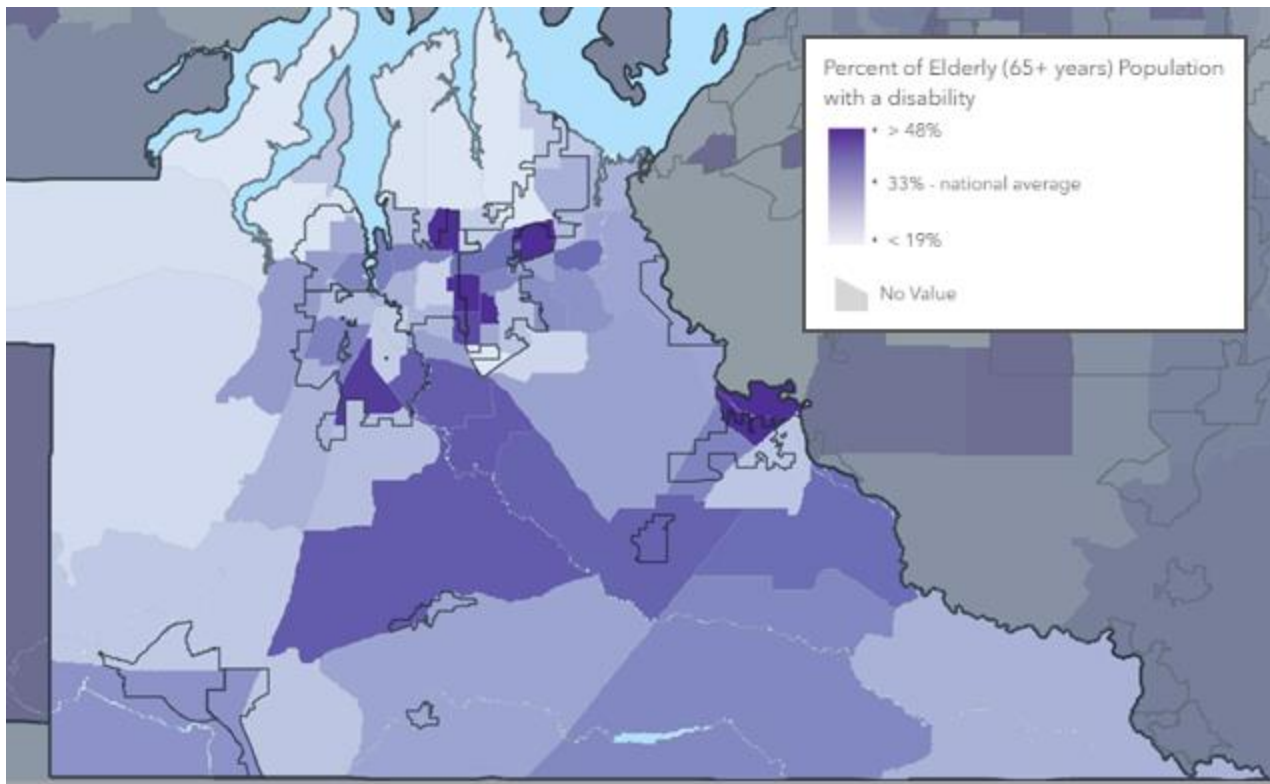 Percent of Elderly (65+ years) Population
with a disability
• > 48%
• 33% - national average
• < 19%
No Value